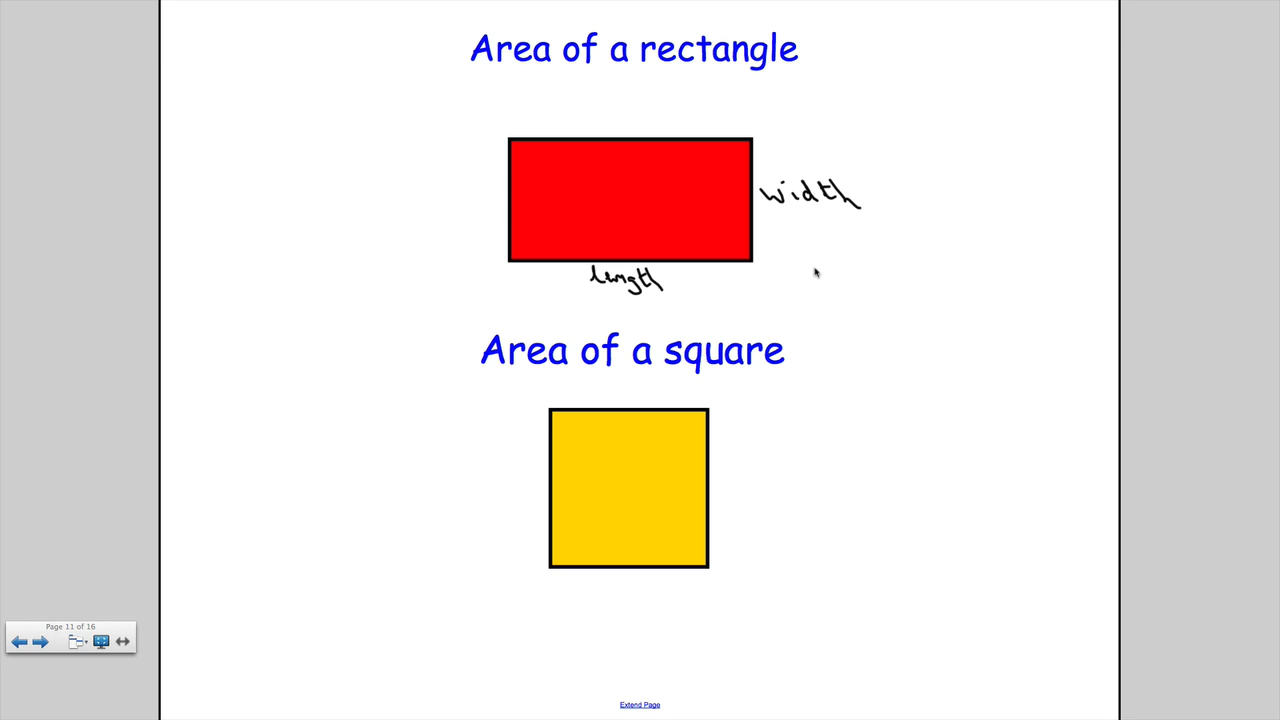 Area of a rectangle
width
length
Area of a square
Page 11 of 16
Extend Page